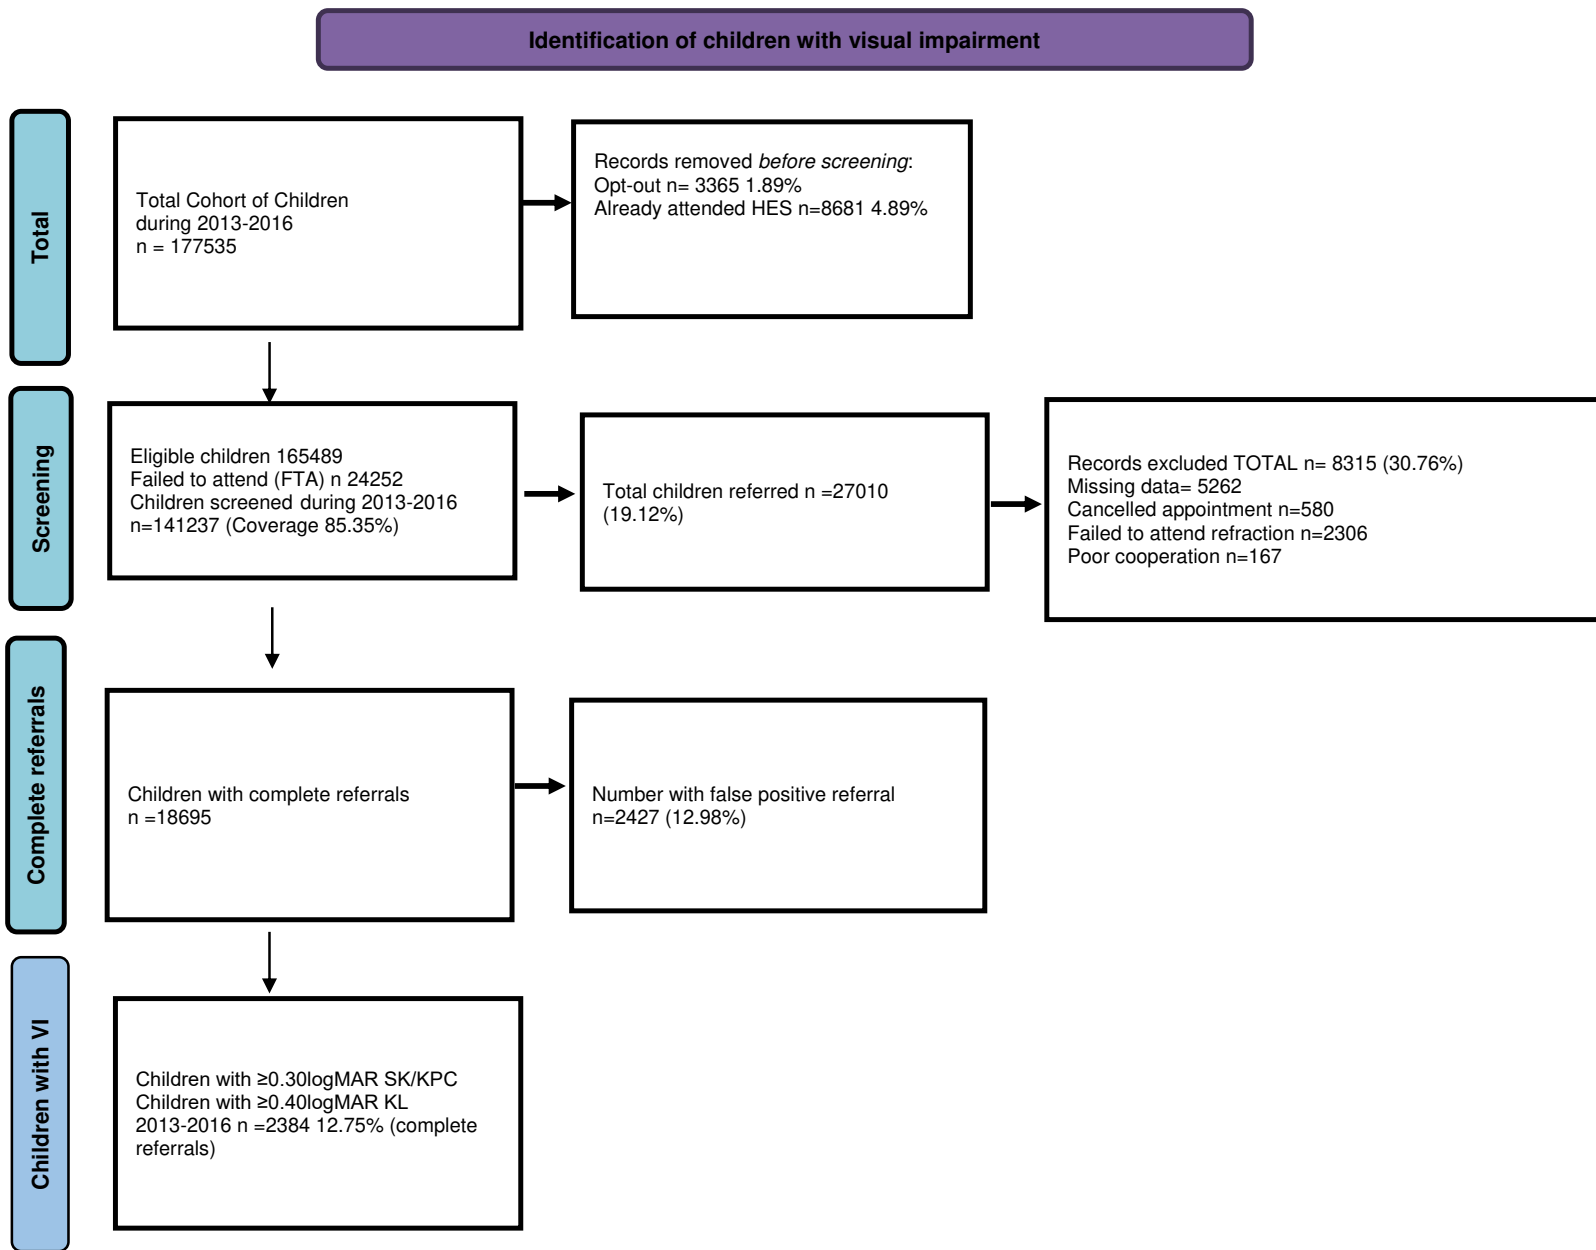 Identification of children with visual impairment
Total
Total Cohort of Children
during 2013-2016
n = 177535
Records removed before screening:
Opt-out n= 3365 1.89%
Already attended HES n=8681 4.89%
Screening
Eligible children 165489
Failed to attend (FTA) n 24252
Children screened during 2013-2016
n=141237 (Coverage 85.35%)
Total children referred n =27010
(19.12%)
Records excluded TOTAL n= 8315 (30.76%)
Missing data= 5262
Cancelled appointment n=580
Failed to attend refraction n=2306
Poor cooperation n=167
Complete referrals
Children with complete referrals
n =18695
Number with false positive referral
n=2427 (12.98%)
Children with VI
Children with ≥0.30logMAR SK/KPC
Children with ≥0.40logMAR KL
2013-2016 n =2384 12.75% (complete
referrals)